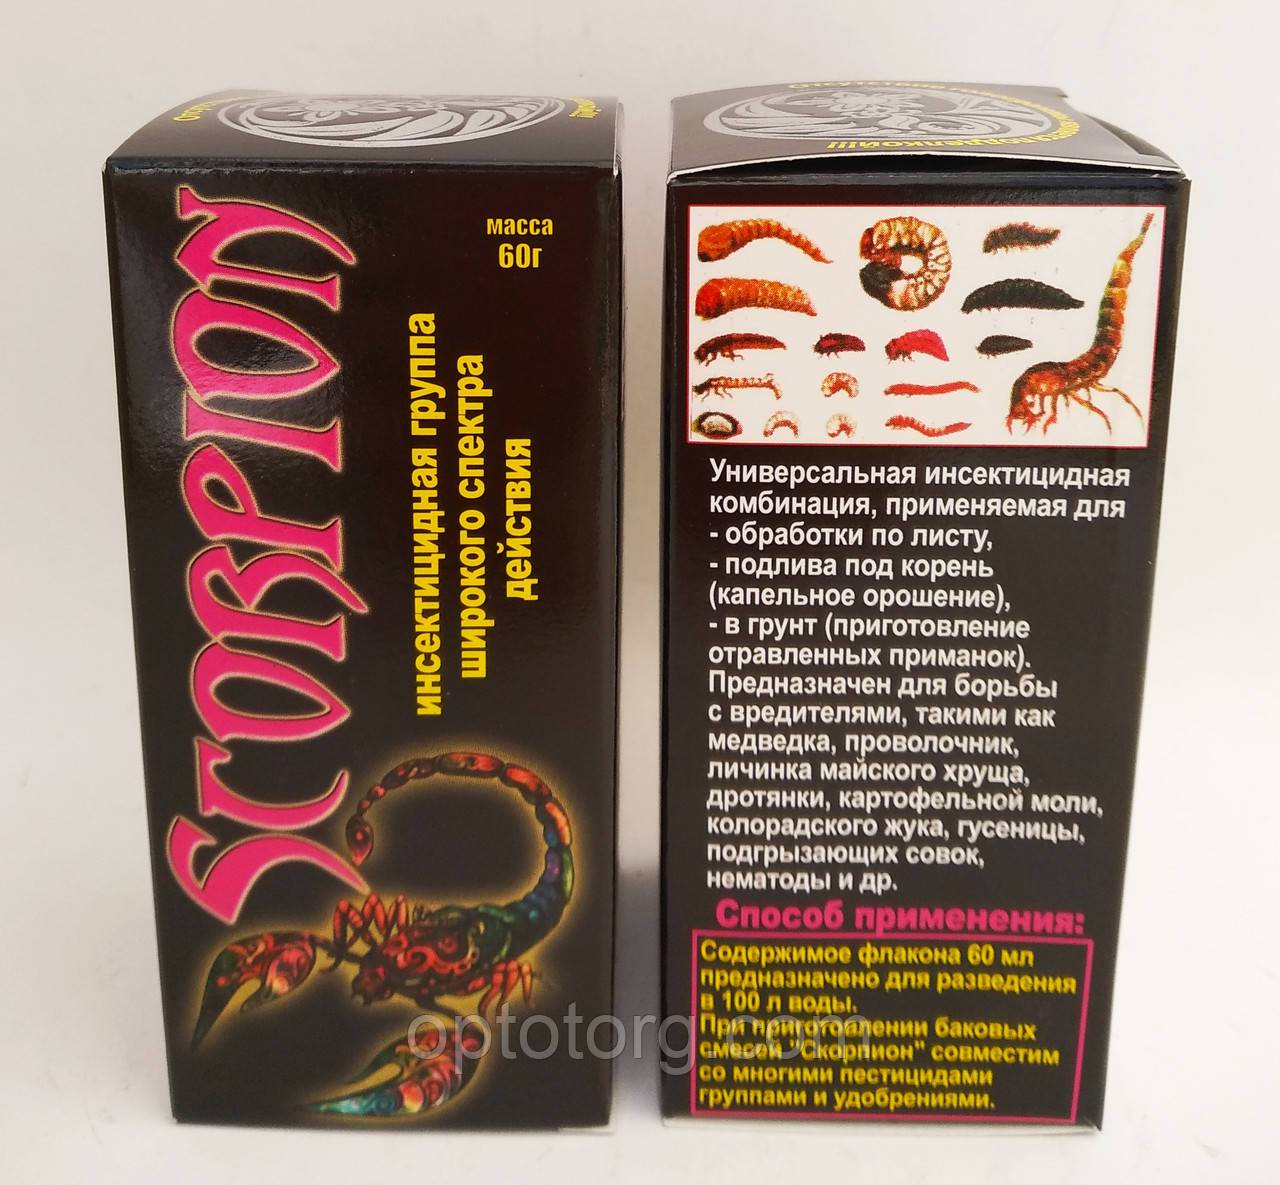 SCORPION
масса
60г
инсектицидная группа
широкого спектра
действия
Универсальная инсектицидная
комбинация, применяемая для
- обработки по листу,
- подлива под корень
(капельное орошение),
- в грунт (приготовление
отравленных приманок).
Предназначен для борьбы
с вредителями, такими как
медведка, проволочник,
личинка майского хруща,
дротянки, картофельной моли,
колорадского жука, гусеницы,
подгрызающих совок,
нематоды и др.
Способ применения:
Содержимое флакона 60 мл
предназначено для разведения
в 100 л воды.
При приготовлении баковых
смесей "Скорпион" совместим
со многими пестицидами
группами и удобрениями.
optotorg.com